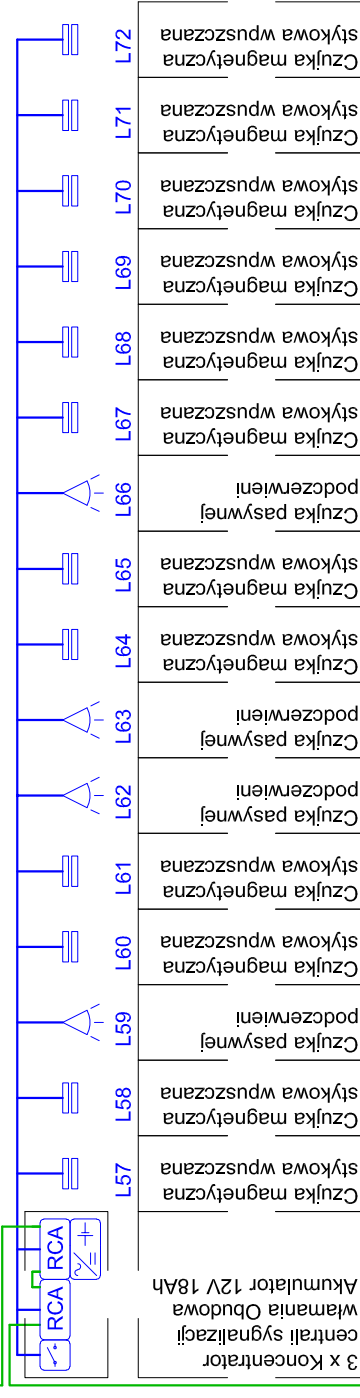 3 x Koncentrator
centrali sygnalizacji
włamania Obudowa
Akumulator 12V 18Ah
RCA
RCA
L57
Czujka magnetyczna
stykowa wpuszczana
L58
Czujka magnetyczna
stykowa wpuszczana
L59
Czujka pasywnej
podczerwieni
L60
Czujka magnetyczna
stykowa wpuszczana
L61
Czujka magnetyczna
stykowa wpuszczana
L62
Czujka pasywnej
podczerwieni
L63
Czujka pasywnej
podczerwieni
L64
Czujka magnetyczna
stykowa wpuszczana
L65
Czujka magnetyczna
stykowa wpuszczana
L66
Czujka pasywnej
podczerwieni
L67
Czujka magnetyczna
stykowa wpuszczana
L68
Czujka magnetyczna
stykowa wpuszczana
L69
Czujka magnetyczna
stykowa wpuszczana
L70
Czujka magnetyczna
stykowa wpuszczana
L71
Czujka magnetyczna
stykowa wpuszczana
L72
Czujka magnetyczna
stykowa wpuszczana